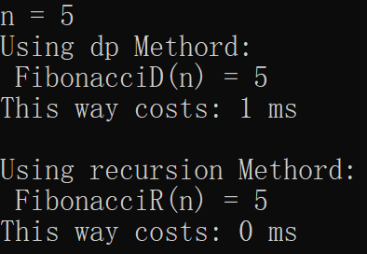 n = 5
Using dp Methord:
 FibonacciD(n) = 5
This way costs: 1 ms

Using recursion Methord:
 FibonacciR(n) = 5
This way costs: 0 ms